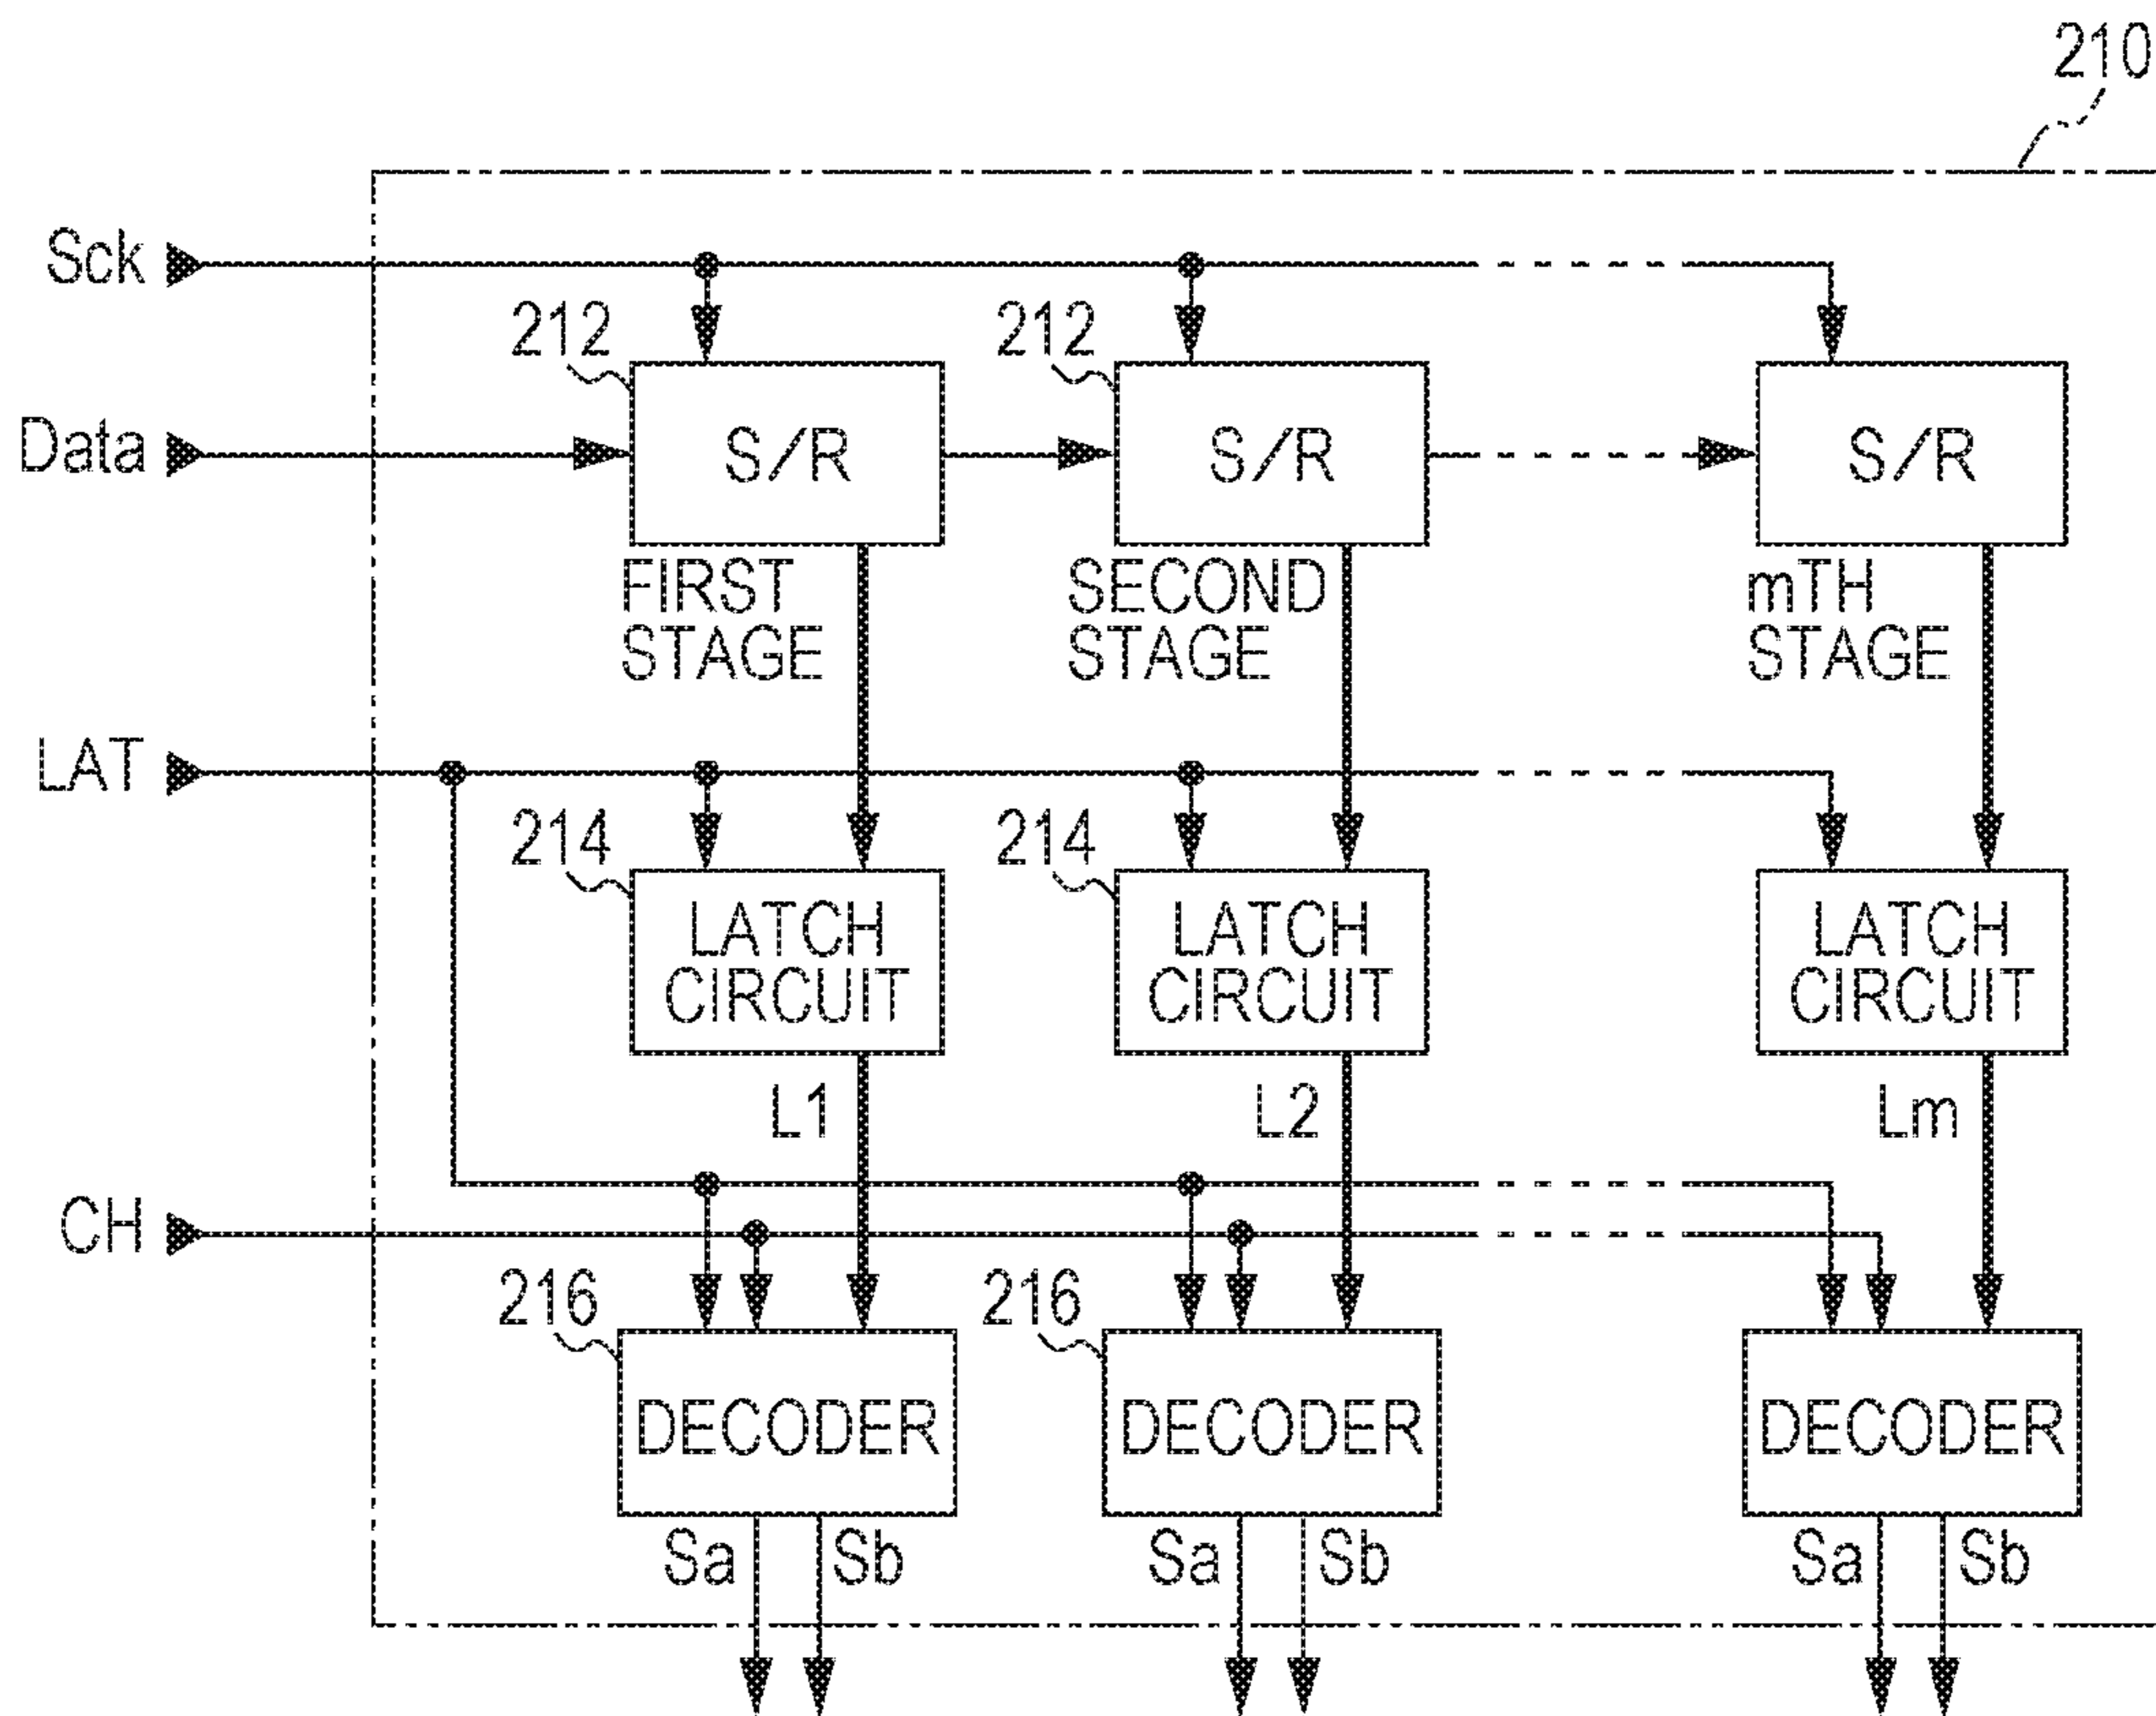 210
Sck
212
212
Data
S/R
S/R
S/R
FIRST
STAGE
SECOND
STAGE
mTH
STAGE
LAT
214
214
LATCH
CIRCUIT
LATCH
CIRCUIT
LATCH
CIRCUIT
L1
L2
Lm
CH
216
216
DECODER
DECODER
DECODER
Sa
Sb
Sa
Sb
Sa
Sb